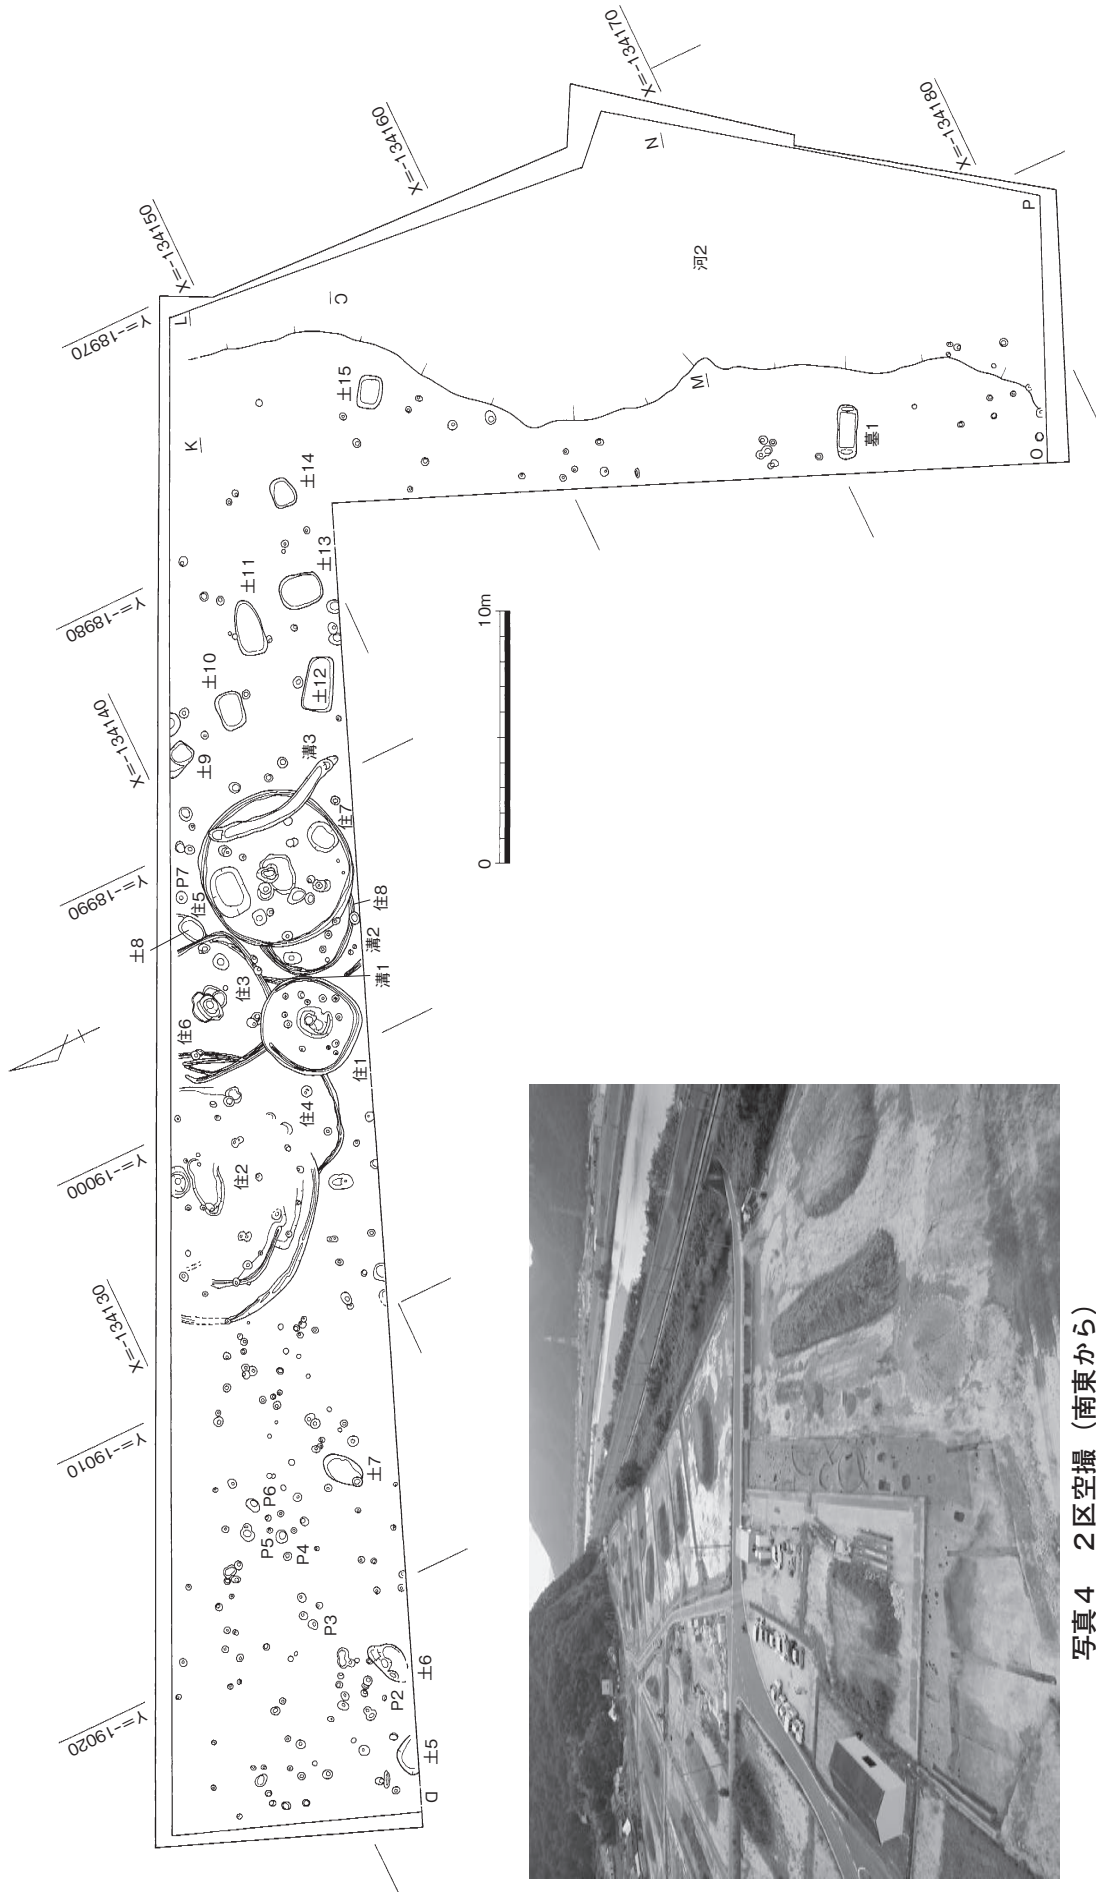 X=-134150
X=-134160
X=-134170
X=-134180
Y=-18970
Y=-18980
X=-134140
Y=-18990
Y=-19000
X=-134130
Y=-19010
Y=-19020
L
C
K
N
M
P
O
D
河2
墓1
土15
土14
土13
土11
土12
土10
土9
溝3
住7
P7
住5
土8
住8
溝2
溝1
住3
住6
住1
住4
住2
土7
P6
P5
P4
P3
土6
P2
土5
0
10m
写真4 2区空撮（南東から）